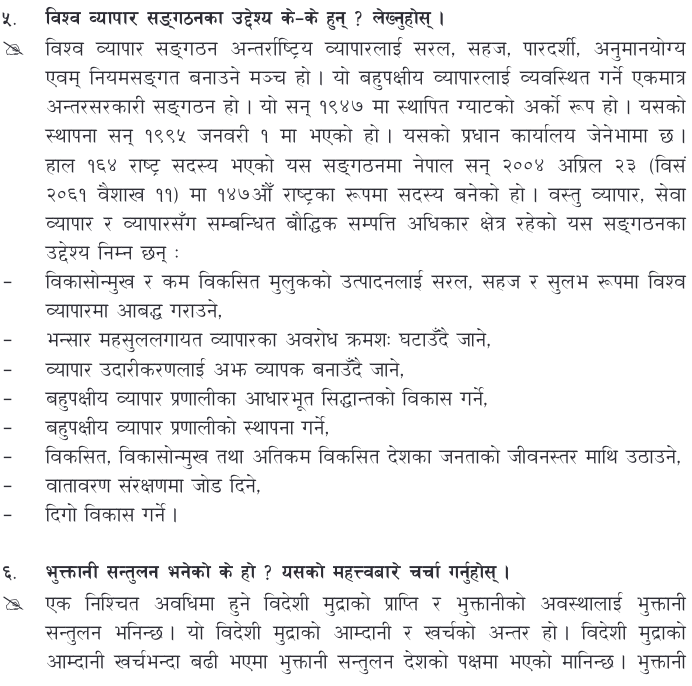 ५. विश्व व्यापार सङ्गठनका उद्देश्य के-के हुन् ? लेख्नुहोस् ।
विश्व व्यापार सङ्गठन अन्तर्राष्ट्रिय व्यापारलाई सरल, सहज, पारदर्शी, अनुमानयोग्य
एवम् नियमसङ्गत बनाउने मञ्च हो । यो बहुपक्षीय व्यापारलाई व्यवस्थित गर्ने एकमात्र
अन्तरसरकारी सङ्गठन हो । यो सन् १९४७ मा स्थापित ग्याटको अर्को रूप हो । यसको
स्थापना सन् १९९५ जनवरी १ मा भएको हो । यसको प्रधान कार्यालय जेनेभामा छ ।
हाल १६४ राष्ट्र सदस्य भएको यस सङ्गठनमा नेपाल सन् २००४ अप्रिल २३ (विसं
२०६१ वैशाख ११) मा १४७औँ राष्ट्रका रूपमा सदस्य बनेको हो । वस्तु व्यापार, सेवा
व्यापार र व्यापारसँग सम्बन्धित बौद्धिक सम्पत्ति अधिकार क्षेत्र रहेको यस सङ्गठनका
उद्देश्य निम्न छन् :
- विकासोन्मुख र कम विकसित मुलुकको उत्पादनलाई सरल, सहज र सुलभ रूपमा विश्व
व्यापारमा आबद्ध गराउने,
- भन्सार महसुललगायत व्यापारका अवरोध क्रमशः घटाउँदै जाने,
- व्यापार उदारीकरणलाई अझ व्यापक बनाउँदै जाने,
- बहुपक्षीय व्यापार प्रणालीका आधारभूत सिद्धान्तको विकास गर्ने,
- बहुपक्षीय व्यापार प्रणालीको स्थापना गर्ने,
- विकसित, विकासोन्मुख तथा अतिकम विकसित देशका जनताको जीवनस्तर माथि उठाउने,
- वातावरण संरक्षणमा जोड दिने,
- दिगो विकास गर्ने ।
६. भुक्तानी सन्तुलन भनेको के हो ? यसको महत्त्वबारे चर्चा गर्नुहोस् ।
एक निश्चित अवधिमा हुने विदेशी मुद्राको प्राप्ति र भुक्तानीको अवस्थालाई भुक्तानी
सन्तुलन भनिन्छ । यो विदेशी मुद्राको आम्दानी र खर्चको अन्तर हो । विदेशी मुद्राको
आम्दानी खर्चभन्दा बढी भएमा भुक्तानी सन्तुलन देशको पक्षमा भएको मानिन्छ । भुक्तानी